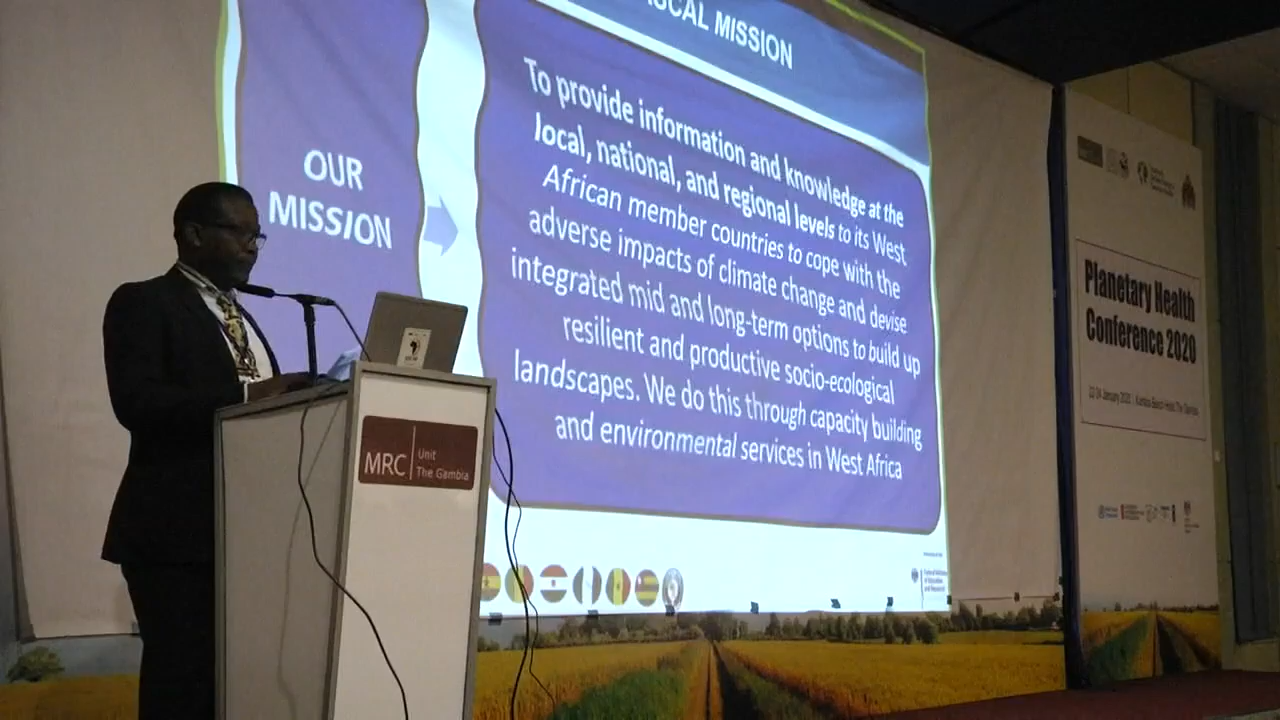 SCAL MISSION
OUR
MISSION
To provide information and knowledge at the
local, national, and regional levels to its West
African member countries to cope with the
adverse impacts of climate change and devise
integrated mid and long-term options to build up
resilient and productive socio-ecological
landscapes. We do this through capacity building
and environmental services in West Africa
MRC
Unit
The Gambia
Planetary Health
Conference 2020